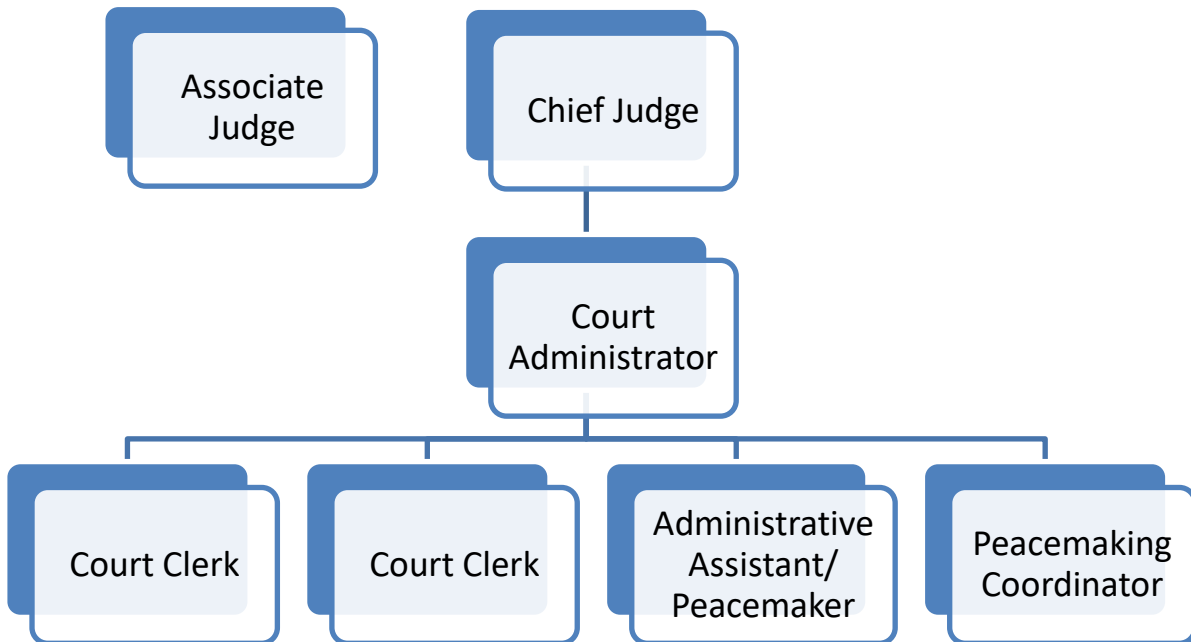 Associate
Judge
Chief Judge
Court
Administrator
Court Clerk
Court Clerk
Administrative
Assistant/
Peacemaker
Peacemaking
Coordinator